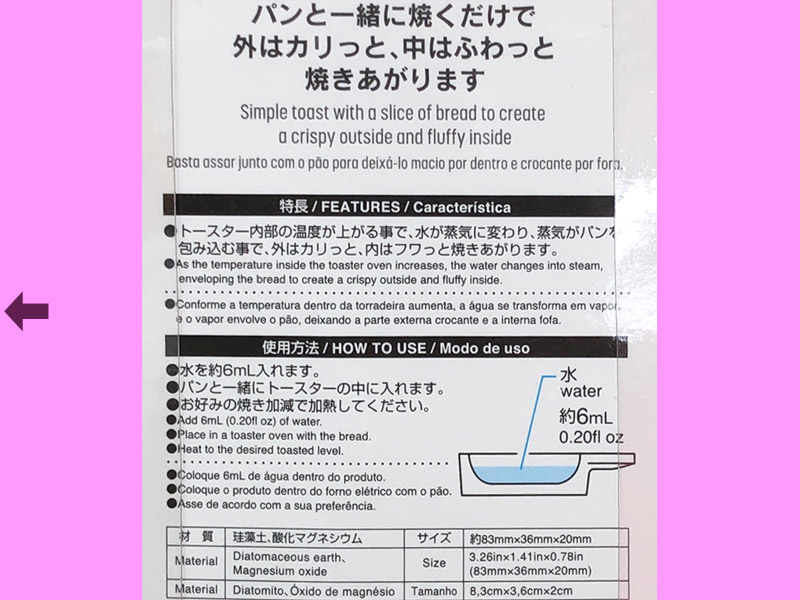 パンと一緒に焼くだけで
外はカリっと、中はふわっと
焼きあがります
Simple toast with a slice of bread to create
a crispy outside and fluffy inside
Basta assar junto com o pão para deixá-lo macio por dentro e crocante por fora.
特長 / FEATURES / Característica
●トースター内部の温度が上がる事で、水が蒸気に変わり、蒸気がパンを
包み込む事で、外はカリっと、内はフワっと焼きあがります。
●As the temperature inside the toaster oven increases, the water changes into steam,
enveloping the bread to create a crispy outside and fluffy inside.
●Conforme a temperatura dentro da torradeira aumenta, a água se transforma em vapor,
e o vapor envolve o pão, deixando a parte externa crocante e a interna fofa.
使用方法 / HOW TO USE / Modo de uso
●水を約6mL入れます。
●パンと一緒にトースターの中に入れます。
●お好みの焼き加減で加熱してください。
●Add 6mL (0.20fl oz) of water.
●Place in a toaster oven with the bread.
●Heat to the desired toasted level.
●Coloque 6mL de água dentro do produto.
●Coloque o produto dentro do forno elétrico com o pão.
●Asse de acordo com a sua preferência.
水
water
約6mL
0.20fl oz
材 質 珪藻土、酸化マグネシウム サイズ 約83mm×36mm×20mm
Material Diatomaceous earth, Magnesium oxide Size 3.26in×1.41in×0.78in (83mm×36mm×20mm)
Material Diatomito, Óxido de magnésio Tamanho 8,3cm×3,6cm×2cm